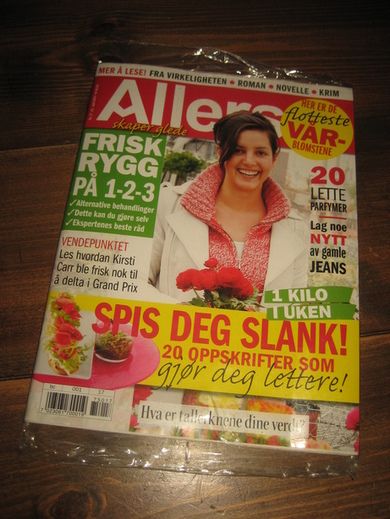 MER Å LESE! FRA VIRKELIGHETEN • ROMAN • NOVELLE • KRIM
Allers
skaper glede
HER ER DE
flotteste
VÅR-
BLOMSTENE
FRISK
RYGG
PÅ 1-2-3
✓ Alternative behandlinger
✓ Dette kan du gjøre selv
✓ Ekspertenes beste råd
20
LETTE
PARFYMER
Lag noe
NYTT
av gamle
JEANS
VENDEPUNKTET
Les hvordan Kirsti
Carr ble frisk nok til
å delta i Grand Prix
1 KILO
I UKEN
SPIS DEG SLANK!
20 OPPSKRIFTER SOM
gjør deg lettere!
Hva er tallerknene dine verdt?